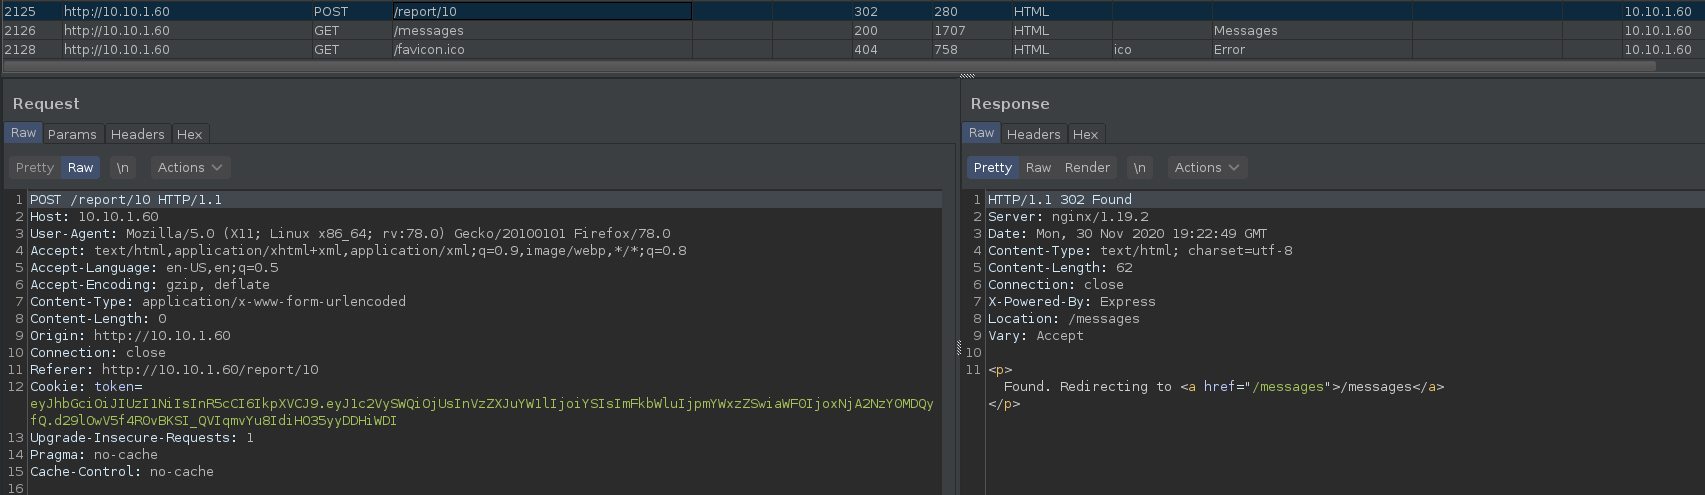 2125 http://10.10.1.60 POST /report/10 302 280 HTML 10.10.1.60
2126 http://10.10.1.60 GET /messages 200 1707 HTML Messages 10.10.1.60
2128 http://10.10.1.60 GET /favicon.ico 404 758 HTML ico Error 10.10.1.60
Request
Raw Params Headers Hex
Pretty Raw \n Actions
1 POST /report/10 HTTP/1.1
2 Host: 10.10.1.60
3 User-Agent: Mozilla/5.0 (X11; Linux x86_64; rv:78.0) Gecko/20100101 Firefox/78.0
4 Accept: text/html,application/xhtml+xml,application/xml;q=0.9,image/webp,*/*;q=0.8
5 Accept-Language: en-US,en;q=0.5
6 Accept-Encoding: gzip, deflate
7 Content-Type: application/x-www-form-urlencoded
8 Content-Length: 0
9 Origin: http://10.10.1.60
10 Connection: close
11 Referer: http://10.10.1.60/report/10
12 Cookie: token=
eyJhbGciOiJIUzI1NiIsInR5cCI6IkpXVCJ9.eyJ1c2VySWQiOjUsInVzZXJuYW1lIjoiYSIsImFkbWluIjpmYWxzZSwiaWF0IjoxNjA2NzY0MDQy
fQ.d29lOwV5f4ROvBKSI_QVIqmvYu8IdiHO35yyDDHiWDI
13 Upgrade-Insecure-Requests: 1
14 Pragma: no-cache
15 Cache-Control: no-cache
16
Response
Raw Headers Hex
Pretty Raw Render \n Actions
1 HTTP/1.1 302 Found
2 Server: nginx/1.19.2
3 Date: Mon, 30 Nov 2020 19:22:49 GMT
4 Content-Type: text/html; charset=utf-8
5 Content-Length: 62
6 Connection: close
7 X-Powered-By: Express
8 Location: /messages
9 Vary: Accept
10
11 <p>
Found. Redirecting to <a href="/messages">/messages</a>
</p>